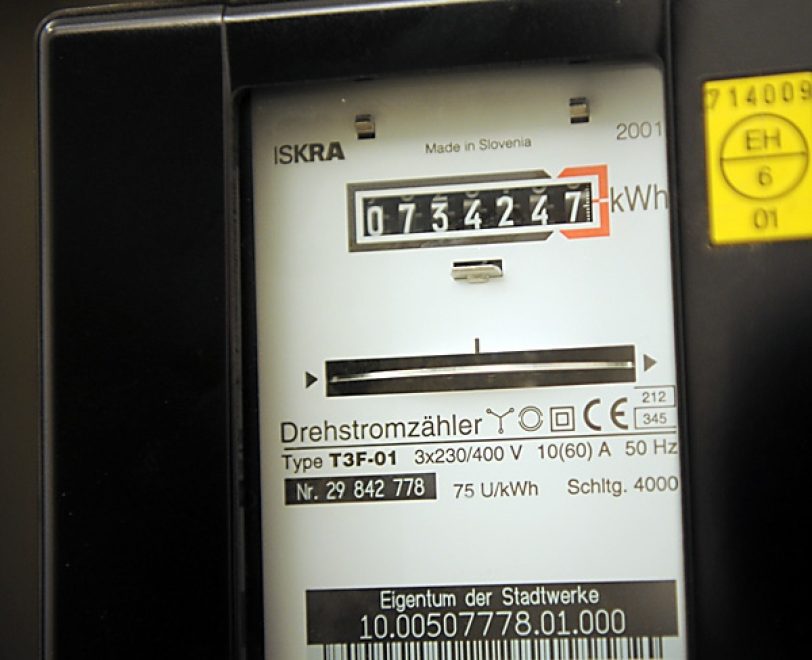 ISKRA
Made in Slovenia
2001
0734247
kWh
714009
EH
6
01
Drehstromzähler
CE
212
345
Type T3F-01 3x230/400 V 10(60) A 50 Hz
Nr. 29 842 778 75 U/kWh Schltg. 4000
Eigentum der Stadtwerke
10.00507778.01.000